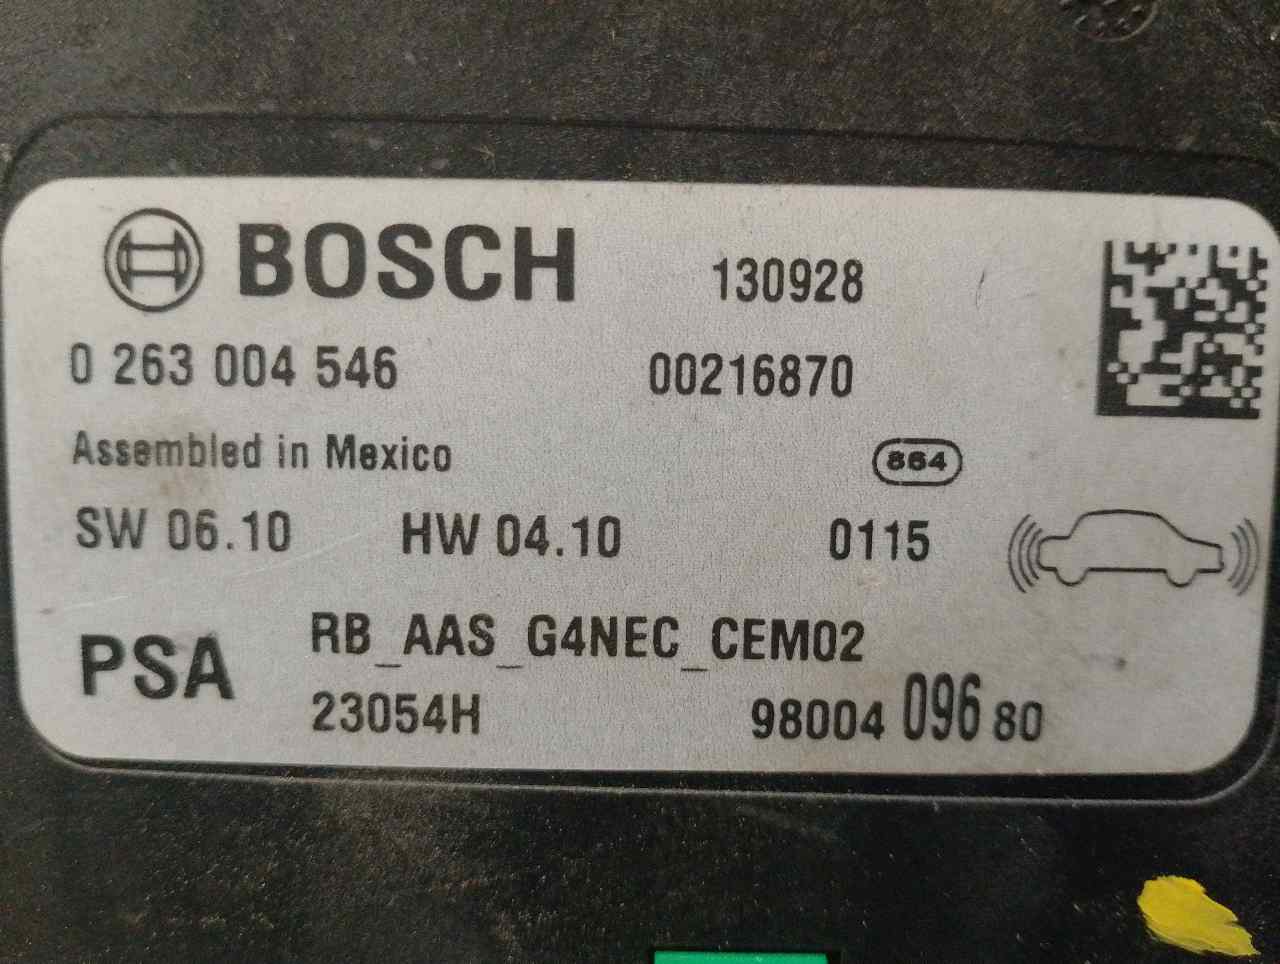 BOSCH 130928
0 263 004 546 00216870
Assembled in Mexico 864
SW 06.10 HW 04.10 0115
PSA RB_AAS_G4NEC_CEM02
23054H 98004 096 80